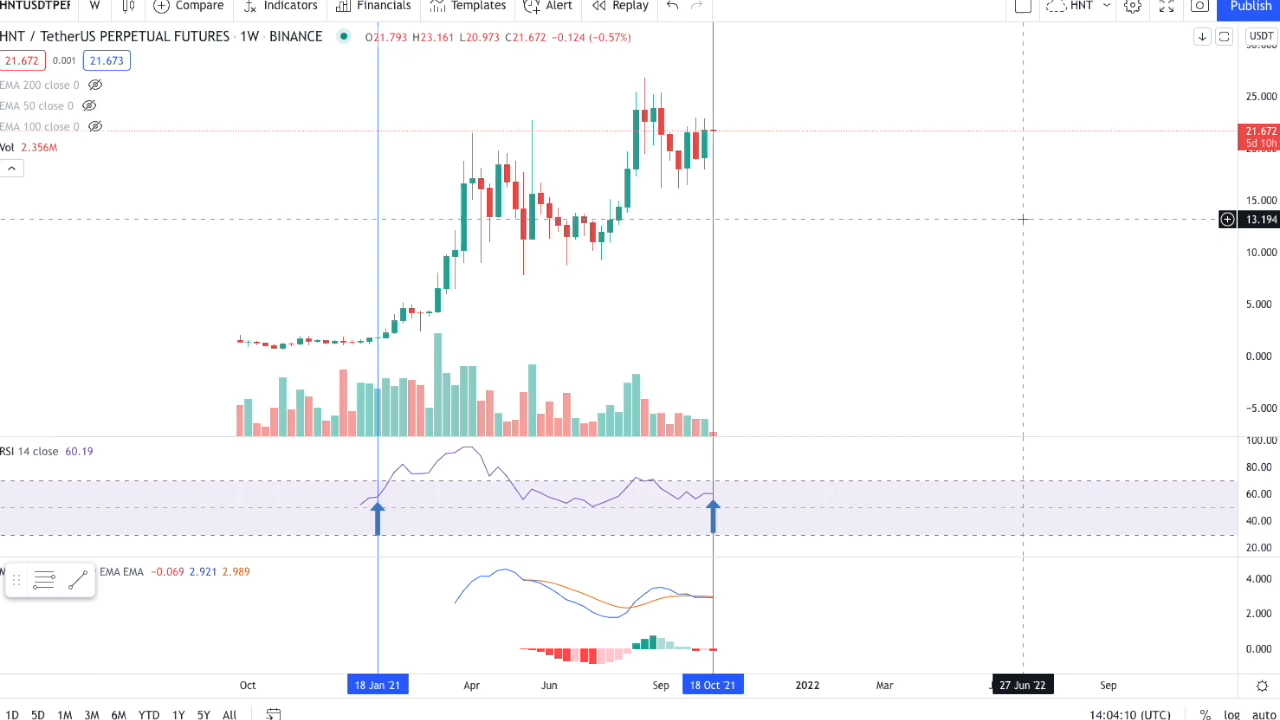 HNTUSDTPER W Compare Indicators Financials Templates Alert Replay HNT Publish
HNT / TetherUS PERPETUAL FUTURES · 1W · BINANCE O21.793 H23.161 L20.973 C21.672 −0.124 (−0.57%) USDT
21.672 0.001 21.673
EMA 200 close 0
EMA 50 close 0
EMA 100 close 0
Vol 2.356M
25.000
21.672
5d 10h
15.000
13.194
10.000
5.000
0.000
−5.000
RSI 14 close 60.19
100.00
80.00
60.00
40.00
20.00
EMA EMA −0.069 2.921 2.989
4.000
2.000
0.000
Oct 18 Jan '21 Apr Jun Sep 18 Oct '21 2022 Mar 27 Jun '22 Sep
1D 5D 1M 3M 6M YTD 1Y 5Y All 14:04:10 (UTC) % log auto